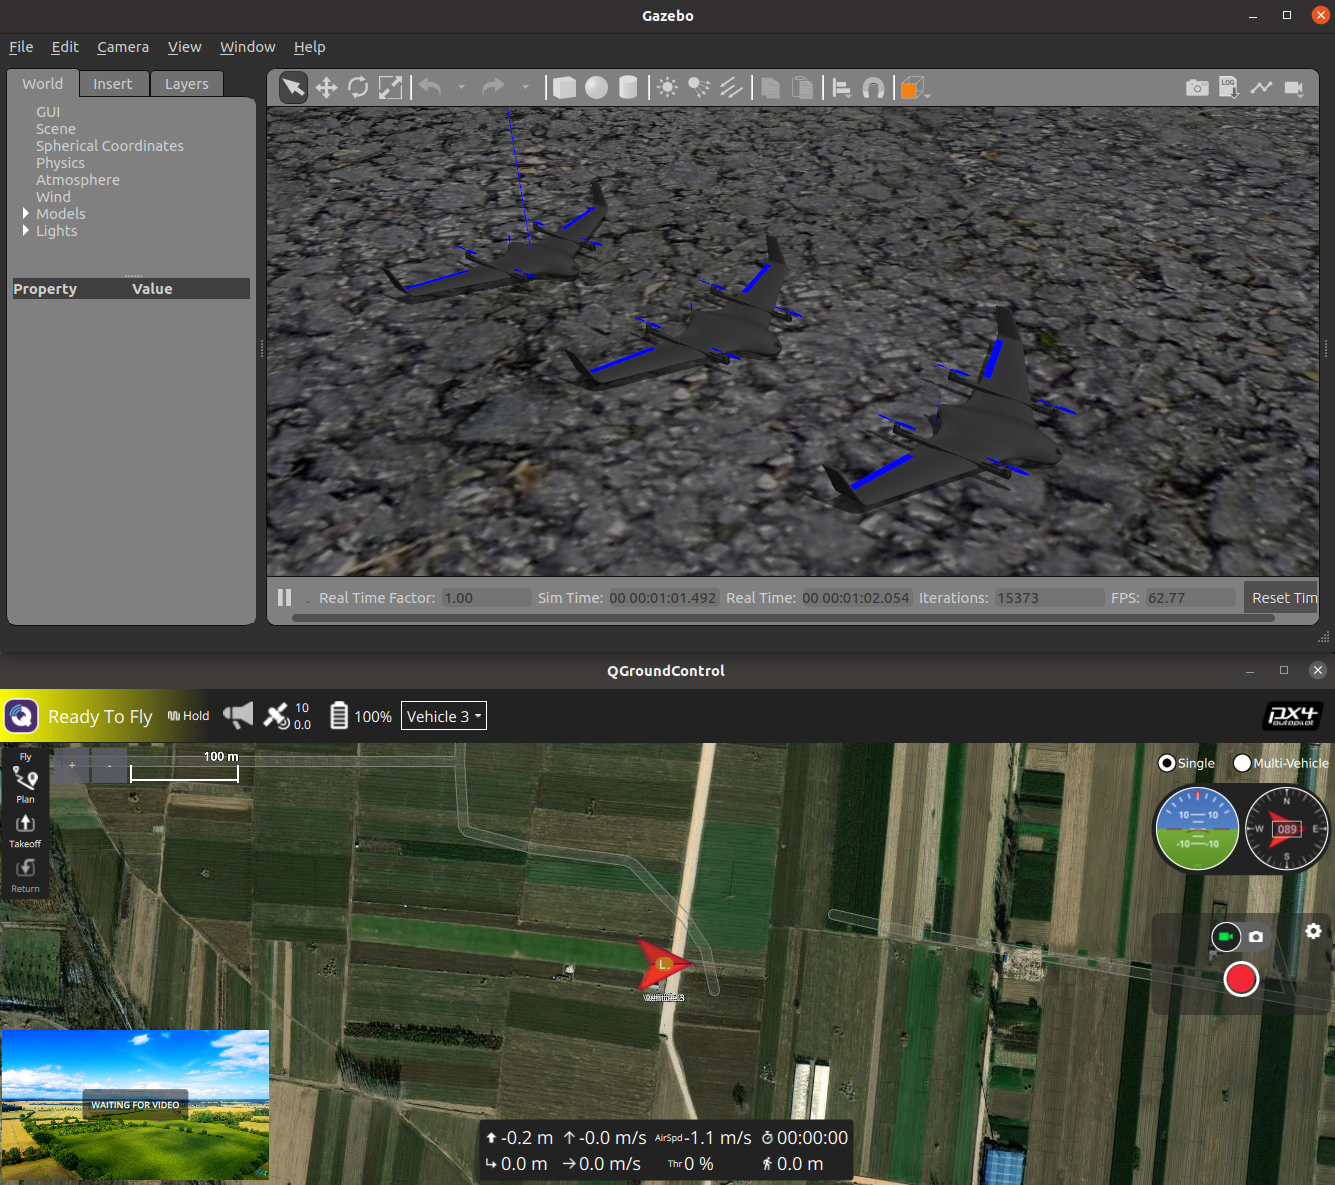 Gazebo
File Edit Camera View Window Help
World Insert Layers
GUI
Scene
Spherical Coordinates
Physics
Atmosphere
Wind
Models
Lights
Property Value
LOG
Real Time Factor: 1.00 Sim Time: 00 00:01:01.492 Real Time: 00 00:01:02.054 Iterations: 15373 FPS: 62.77 Reset Tim
QGroundControl
Ready To Fly Hold 10 0.0 100% Vehicle 3 px4 autopilot
Fly
+ - 100 m
Plan
Takeoff
Return
Single Multi-Vehicle
10 10
-10 -10
N
W 089 E
S
L
WAITING FOR VIDEO
-0.2 m -0.0 m/s AirSpd -1.1 m/s 00:00:00
0.0 m 0.0 m/s Thr 0 % 0.0 m